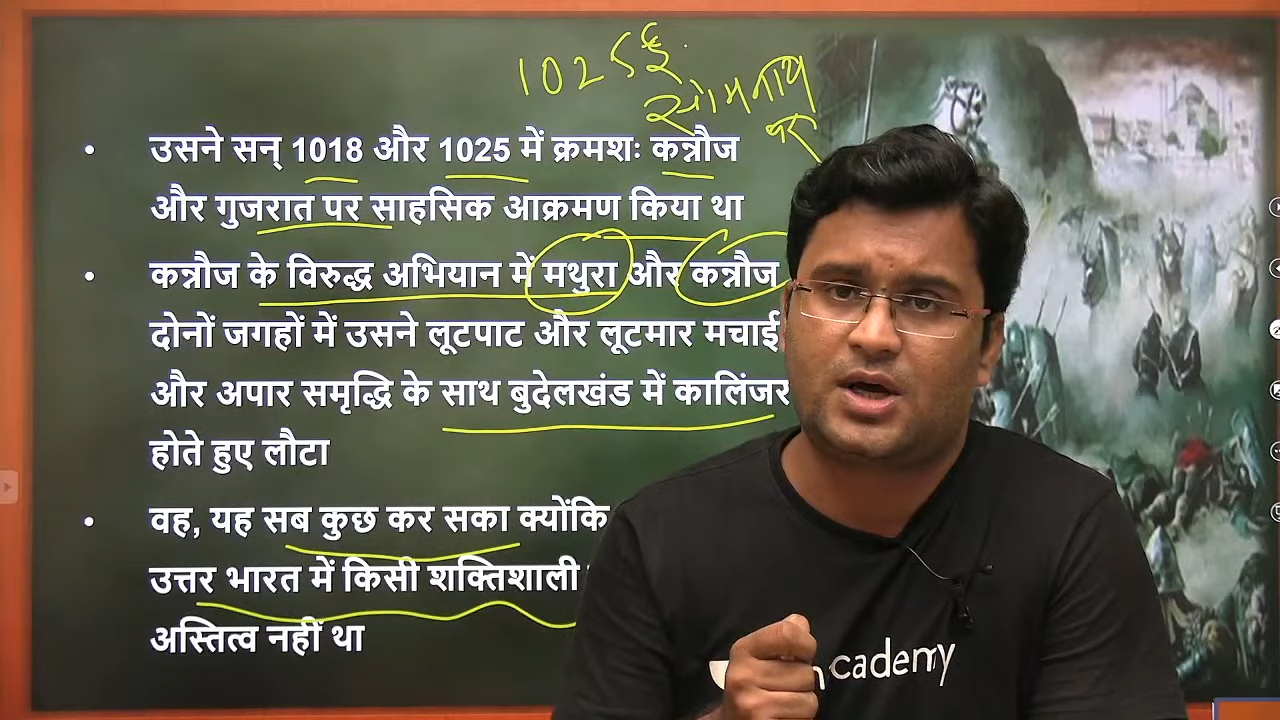 1025 ई.
सोमनाथ
पर
उसने सन् 1018 और 1025 में क्रमशः कन्नौज
और गुजरात पर साहसिक आक्रमण किया था
कन्नौज के विरुद्ध अभियान में मथुरा और कन्नौज
दोनों जगहों में उसने लूटपाट और लूटमार मचाई
और अपार समृद्धि के साथ बुदेलखंड में कालिंजर
होते हुए लौटा
वह, यह सब कुछ कर सका क्योंकि
उत्तर भारत में किसी शक्तिशाली
अस्तित्व नहीं था
cademy